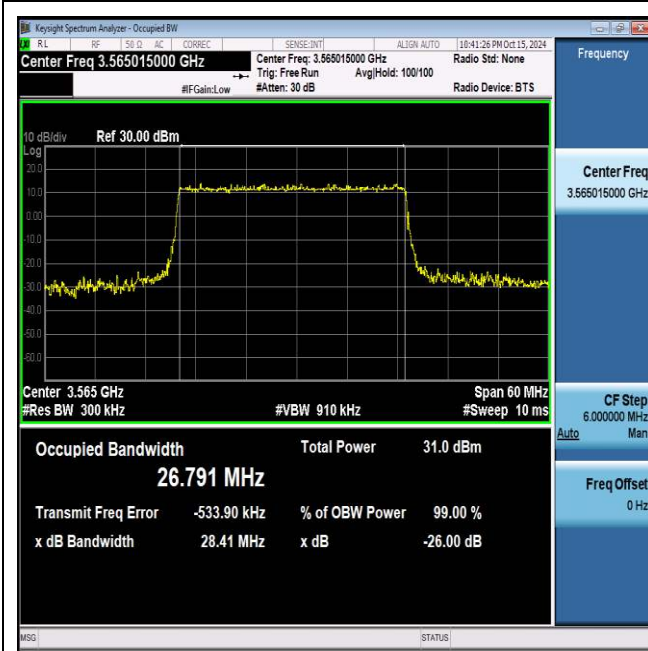 Keysight Spectrum Analyzer - Occupied BW
RL RF 50 Ω AC CORREC SENSE:INT ALIGN AUTO 10:41:26 PM Oct 15, 2024
Center Freq 3.565015000 GHz
Center Freq: 3.565015000 GHz
Radio Std: None
Trig: Free Run Avg|Hold: 100/100
#IFGain:Low #Atten: 30 dB
Radio Device: BTS
10 dB/div Ref 30.00 dBm
Log
20.0
10.0
0.00
-10.0
-20.0
-30.0
-40.0
-50.0
-60.0
Center 3.565 GHz Span 60 MHz
#Res BW 300 kHz #VBW 910 kHz #Sweep 10 ms
Occupied Bandwidth Total Power 31.0 dBm
26.791 MHz
Transmit Freq Error -533.90 kHz % of OBW Power 99.00 %
x dB Bandwidth 28.41 MHz x dB -26.00 dB
MSG STATUS
Frequency
Center Freq
3.565015000 GHz
CF Step
6.000000 MHz
Auto Man
Freq Offset
0 Hz